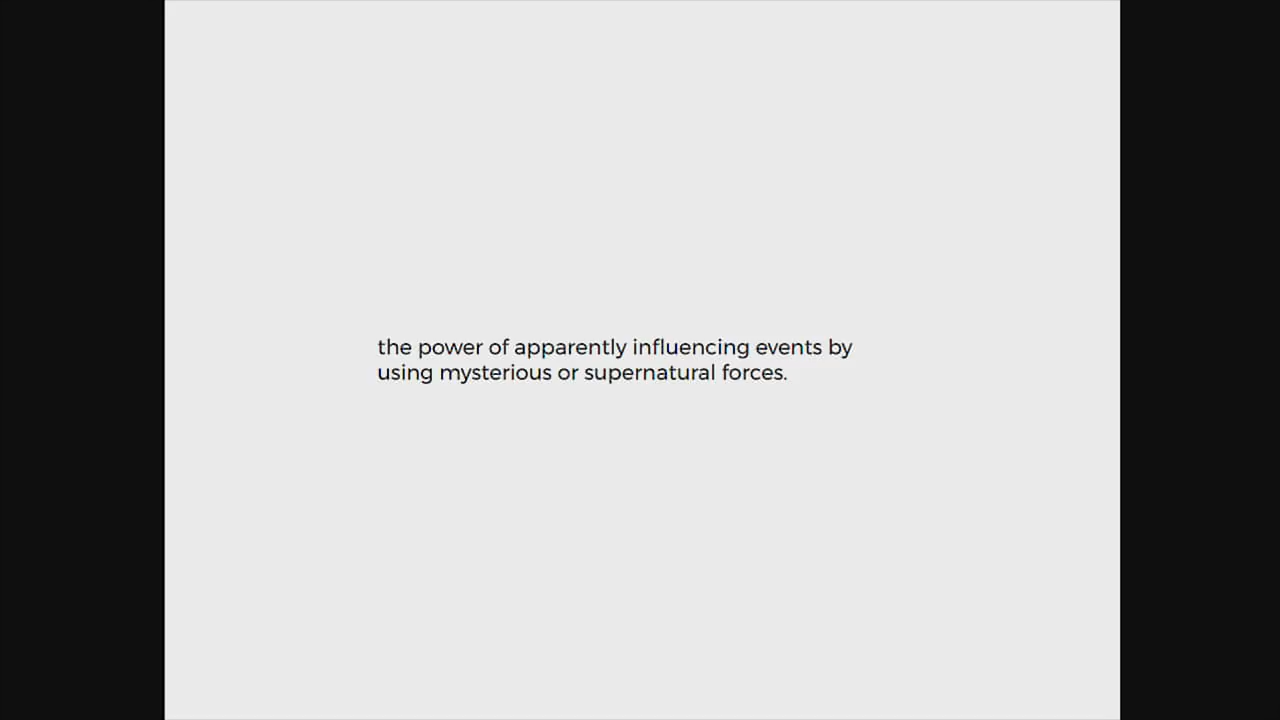 the power of apparently influencing events by
using mysterious or supernatural forces.